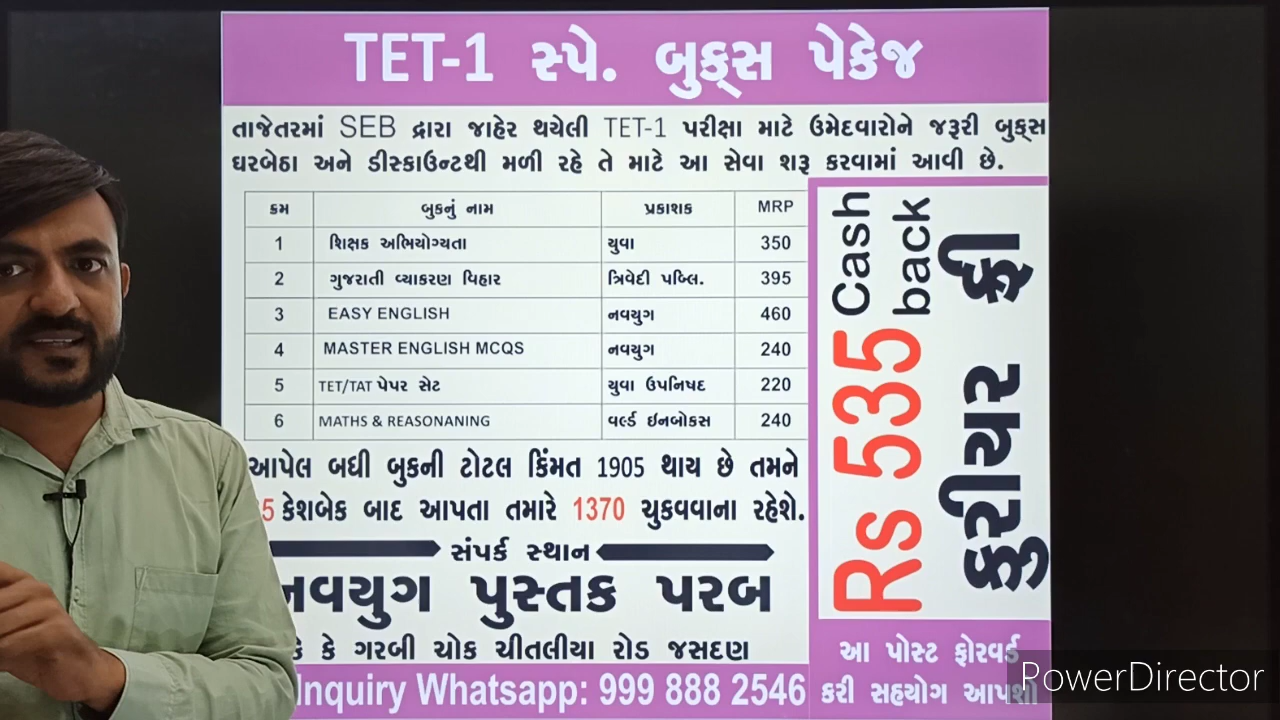 TET-1 સ્પે. બુક્સ પેકેજ
તાજેતરમાં SEB દ્વારા જાહેર થયેલી TET-1 પરીક્ષા માટે ઉમેદવારોને જરૂરી બુક્સ
ઘરબેઠા અને ડીસ્કાઉન્ટથી મળી રહે તે માટે આ સેવા શરૂ કરવામાં આવી છે.
ક્રમ બુકનું નામ પ્રકાશક MRP
1 શિક્ષક અભિયોગ્યતા યુવા 350
2 ગુજરાતી વ્યાકરણ વિહાર ત્રિવેદી પબ્લિ. 395
3 EASY ENGLISH નવયુગ 460
4 MASTER ENGLISH MCQS નવયુગ 240
5 TET/TAT પેપર સેટ યુવા ઉપનિષદ 220
6 MATHS & REASONANING વર્લ્ડ ઇનબોકસ 240
Rs 535 Cash back
કુરીયર ફ્રી
આપેલ બધી બુકની ટોટલ કિંમત 1905 થાય છે તમને
કેશબેક બાદ આપતા તમારે 1370 ચુકવવાના રહેશે.
સંપર્ક સ્થાન
નવયુગ પુસ્તક પરબ
કે ગરબી ચોક ચીતલીયા રોડ જસદણ
Inquiry Whatsapp: 999 888 2546
આ પોસ્ટ ફોરવર્ડ
કરી સહયોગ આપશો
PowerDirector